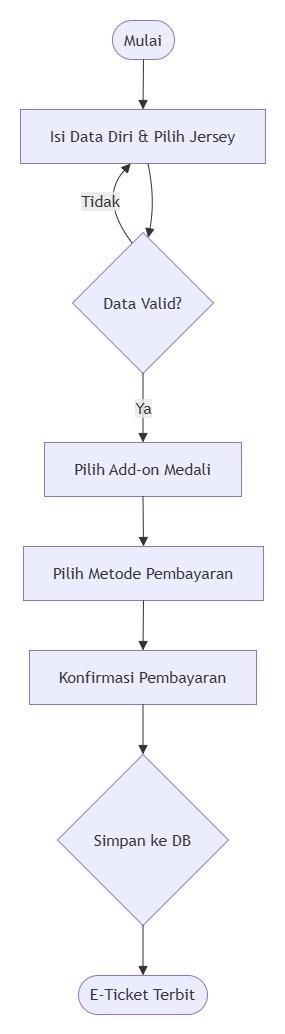 Mulai
Isi Data Diri & Pilih Jersey
Tidak
Data Valid?
Ya
Pilih Add-on Medali
Pilih Metode Pembayaran
Konfirmasi Pembayaran
Simpan ke DB
E-Ticket Terbit